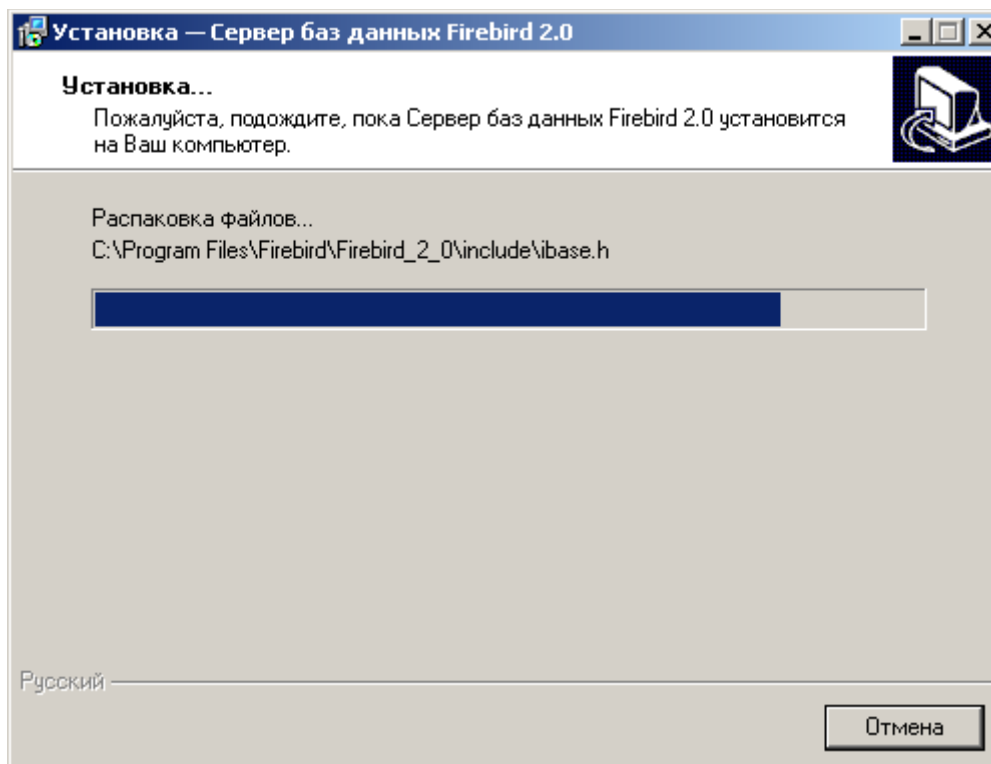 Установка — Сервер баз данных Firebird 2.0
Установка...
Пожалуйста, подождите, пока Сервер баз данных Firebird 2.0 установится
на Ваш компьютер.
Распаковка файлов...
C:\Program Files\Firebird\Firebird_2_0\include\ibase.h
Русский
Отмена